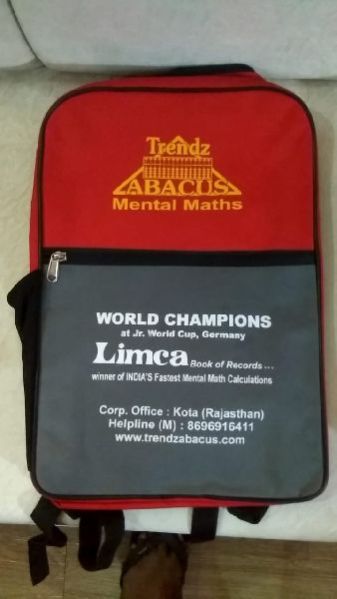 Trendz
ABACUS
Mental Maths
WORLD CHAMPIONS
at Jr. World Cup, Germany
Limca Book of Records...
winner of INDIA'S Fastest Mental Math Calculations
Corp. Office : Kota (Rajasthan)
Helpline (M) : 8696916411
www.trendzabacus.com